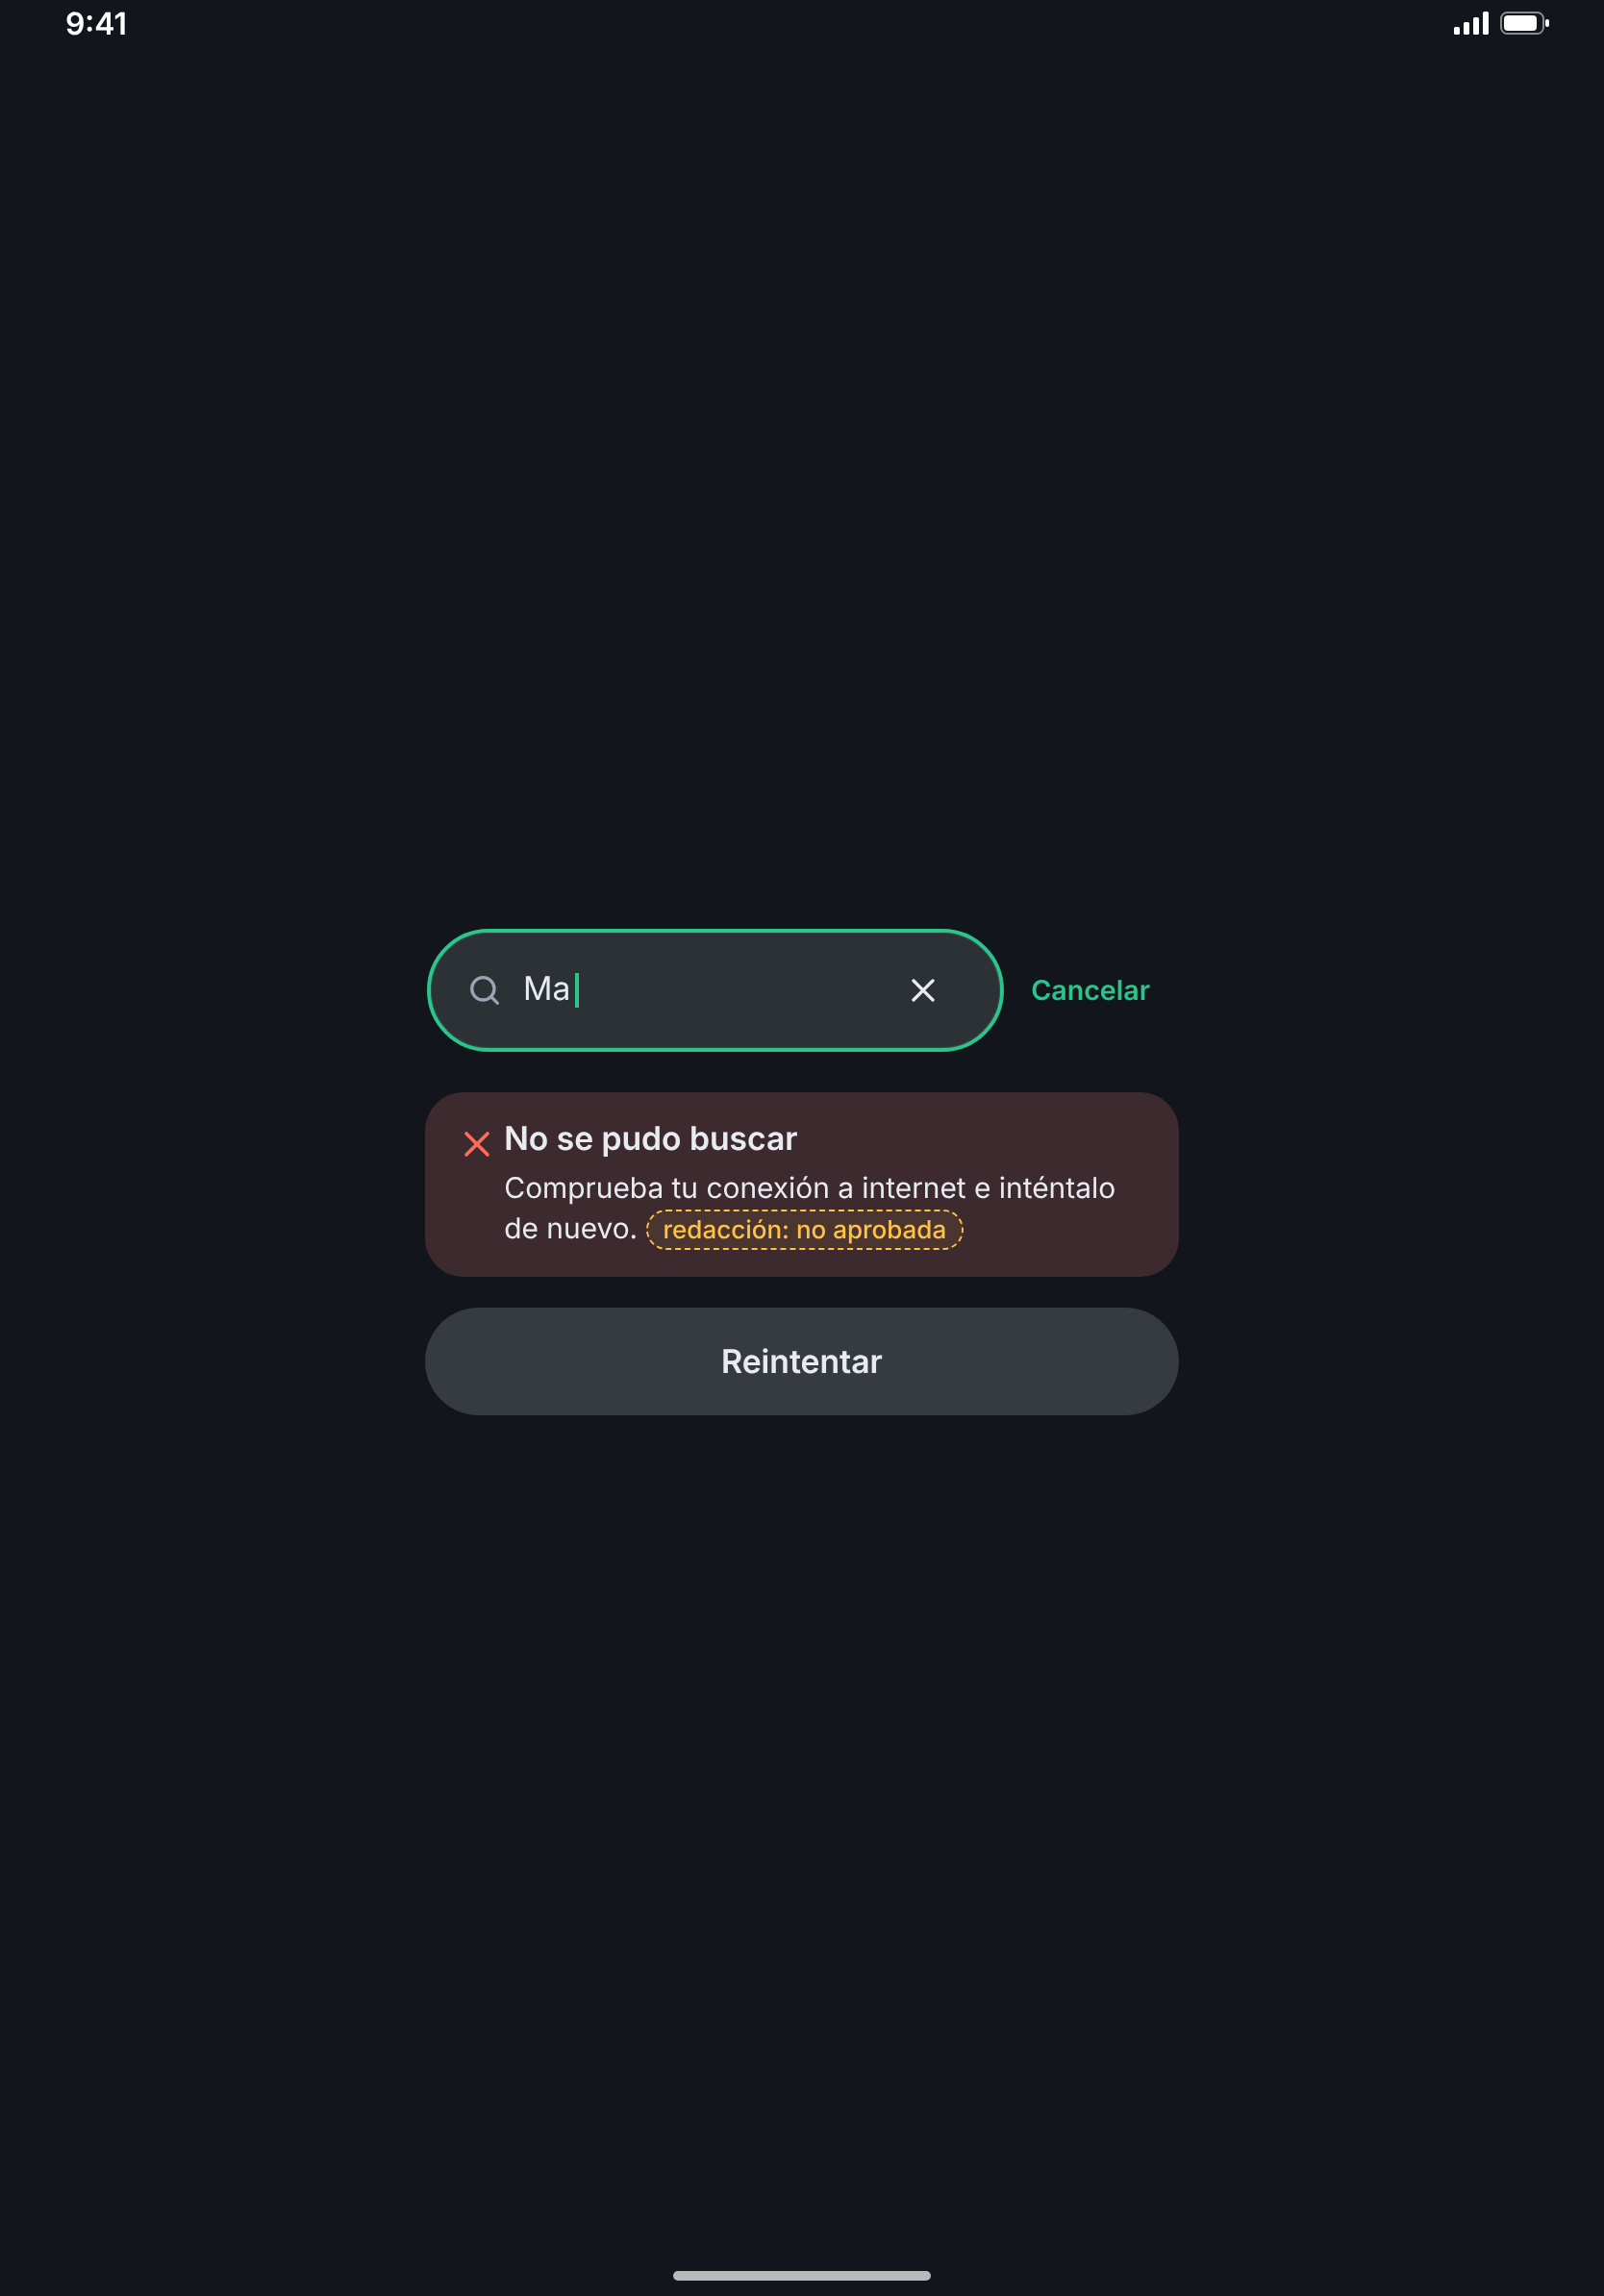 9:41
Ma
Cancelar
No se pudo buscar
Comprueba tu conexión a internet e inténtalo
de nuevo. redacción: no aprobada
Reintentar